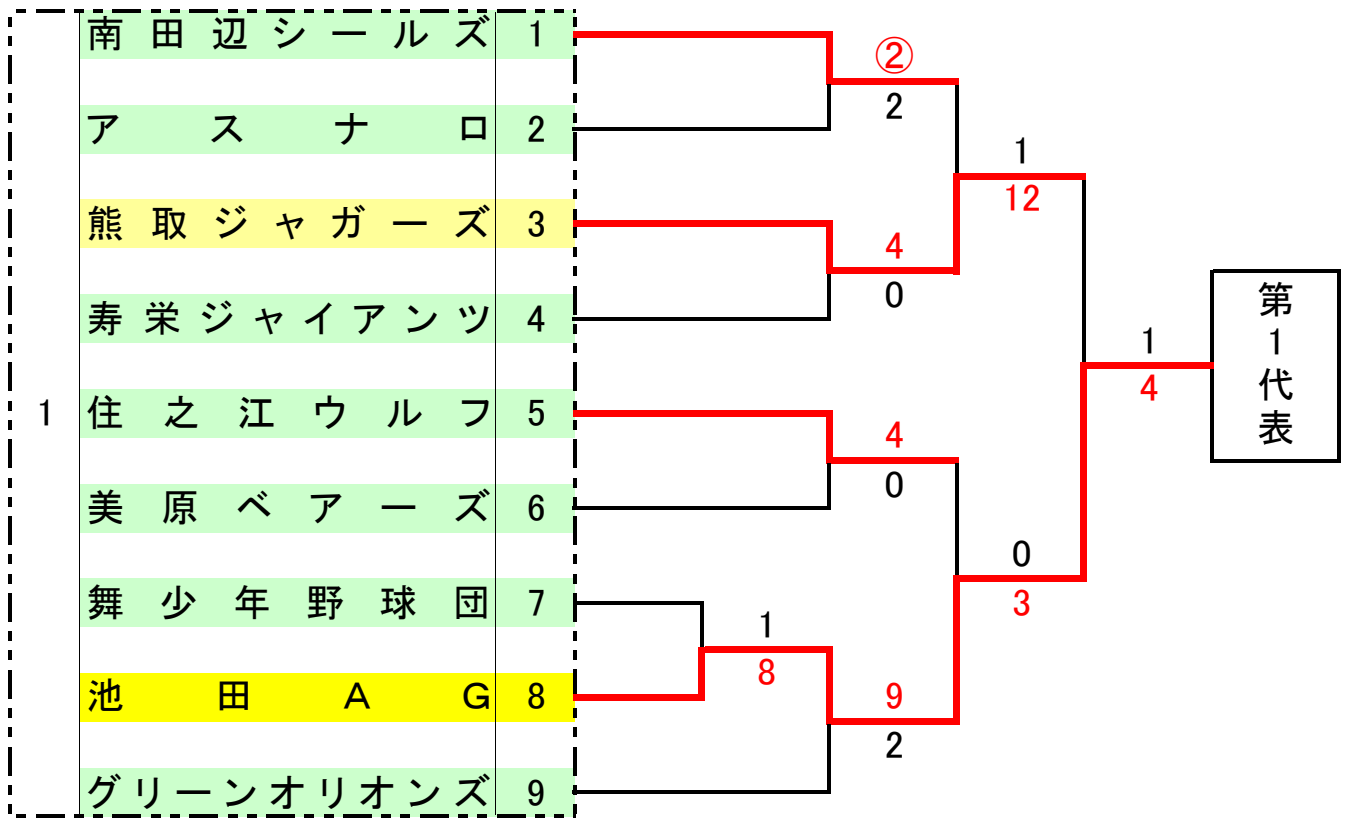 1
南田辺シールズ 1
アスナロ 2
熊取ジャガーズ 3
寿栄ジャイアンツ 4
住之江ウルフ 5
美原ベアーズ 6
舞少年野球団 7
池田AG 8
グリーンオリオンズ 9
②
2
4
0
4
0
1
8
9
2
1
12
0
3
1
4
第1代表